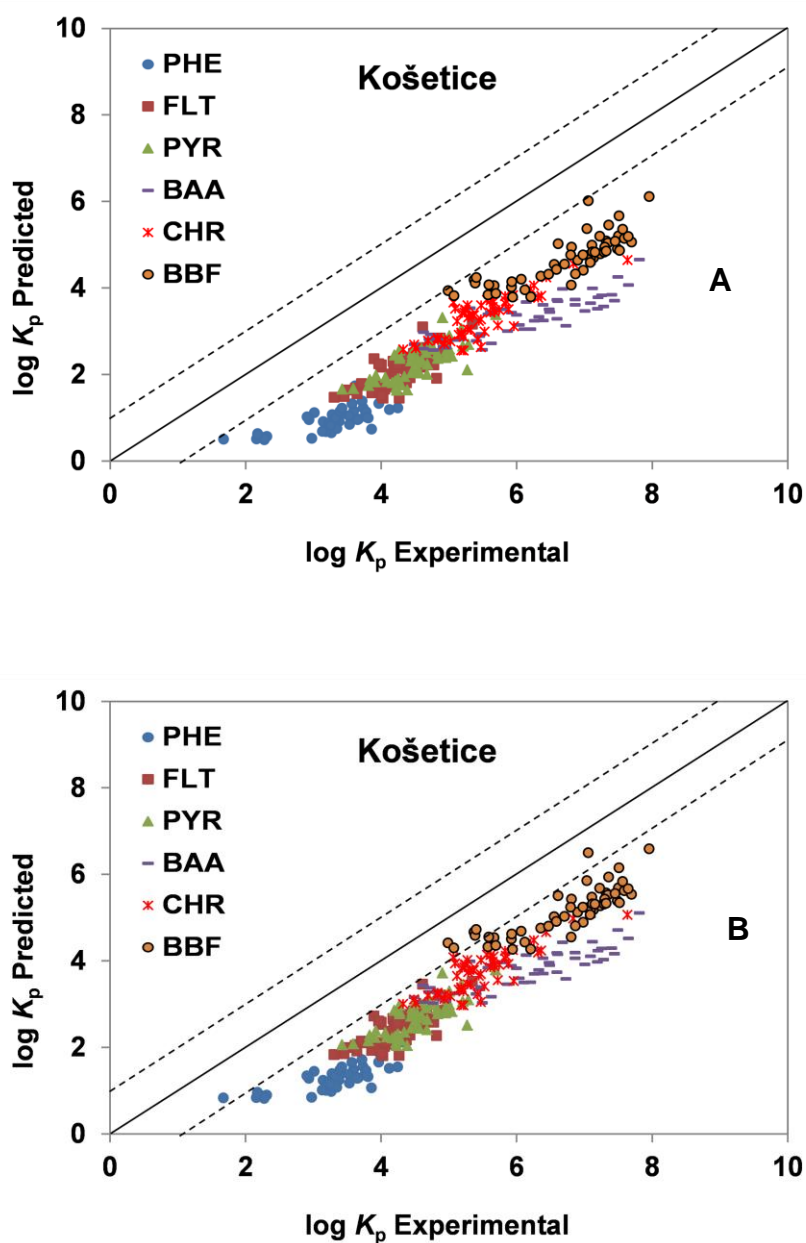 10
8
6
4
2
0
log Kp Predicted
Košetice
PHE
FLT
PYR
BAA
CHR
BBF
A
0 2 4 6 8 10
log Kp Experimental
10
8
6
4
2
0
log Kp Predicted
Košetice
PHE
FLT
PYR
BAA
CHR
BBF
B
0 2 4 6 8 10
log Kp Experimental